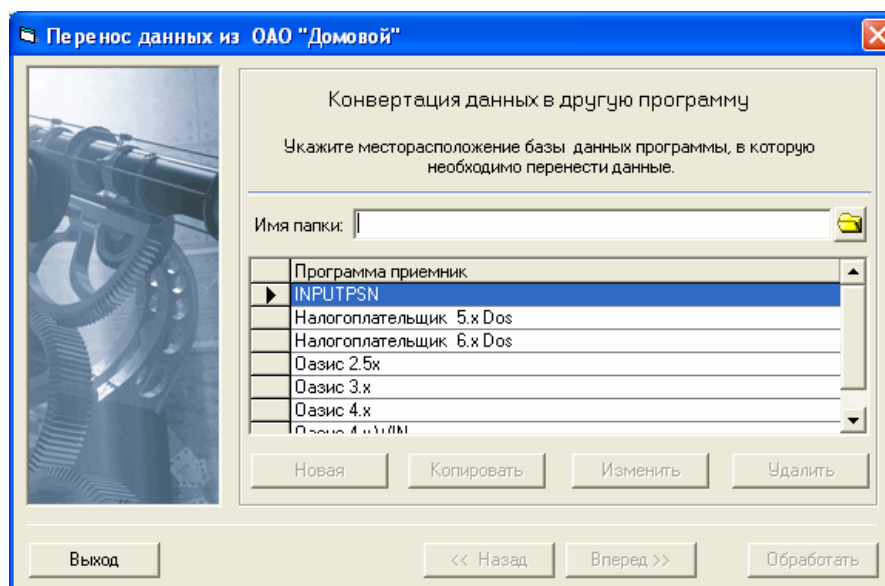 Перенос данных из ОАО "Домовой"
Конвертация данных в другую программу
Укажите месторасположение базы данных программы, в которую
необходимо перенести данные.
Имя папки:
Программа приемник
INPUTPSN
Налогоплательщик 5.x Dos
Налогоплательщик 6.x Dos
Оазис 2.5x
Оазис 3.x
Оазис 4.x
Новая Копировать Изменить Удалить
Выход << Назад Вперед >> Обработать